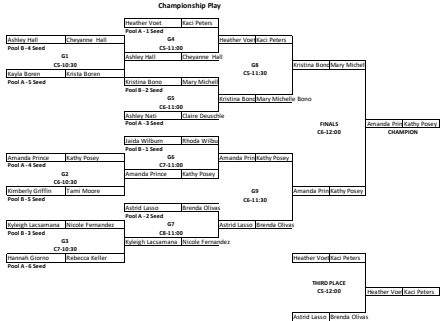 Championship Play
Heather Voet Kaci Peters
Pool A - 1 Seed
Ashley Hall Cheyanne Hall
G4
Heather Voet Kaci Peters
Pool B - 4 Seed
C5-11:00
G1
Ashley Hall Cheyanne Hall
C5-10:30
G8
Kristina Bono Mary Michell
Kayla Boren Krista Boren
C5-11:30
Pool A - 5 Seed
Kristina Bono Mary Michell
Pool B - 2 Seed
G5
Kristina Bono Mary Michelle Bono
C6-11:00
Ashley Nati Claire Deuschle
Pool A - 3 Seed
FINALS
Amanda Prin Kathy Posey
C6-12:00
CHAMPION
Jaida Wilburn Rhoda Wilbu
Pool B - 1 Seed
Amanda Prince Kathy Posey
G6
Amanda Prin Kathy Posey
Pool A - 4 Seed
C7-11:00
G2
Amanda Prince Kathy Posey
C6-10:30
G9
Amanda Prin Kathy Posey
Kimberly Griffin Tami Moore
C6-11:30
Pool B - 5 Seed
Astrid Lasso Brenda Olivas
Pool A - 2 Seed
Kyleigh Lacsamana Nicole Fernandez
G7
Astrid Lasso Brenda Olivas
Pool B - 3 Seed
C8-11:00
G3
Kyleigh Lacsamana Nicole Fernandez
C7-10:30
Hannah Giorno Rebecca Keller
Pool A - 6 Seed
Heather Voet Kaci Peters
THIRD PLACE
C5-12:00
Heather Voet Kaci Peters
Astrid Lasso Brenda Olivas